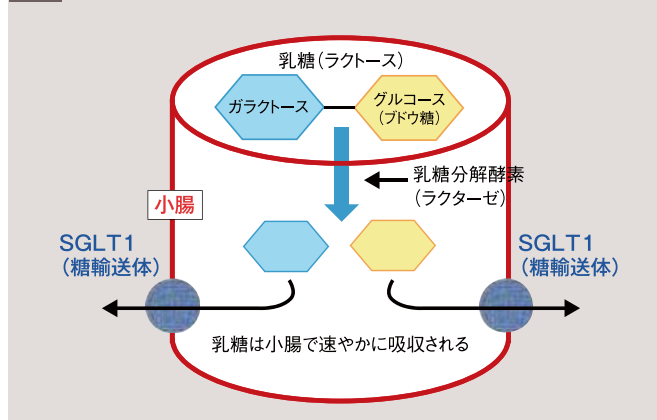 乳糖（ラクトース）
ガラクトース
グルコース
（ブドウ糖）
乳糖分解酵素
（ラクターゼ）
小腸
SGLT1
（糖輸送体）
SGLT1
（糖輸送体）
乳糖は小腸で速やかに吸収される